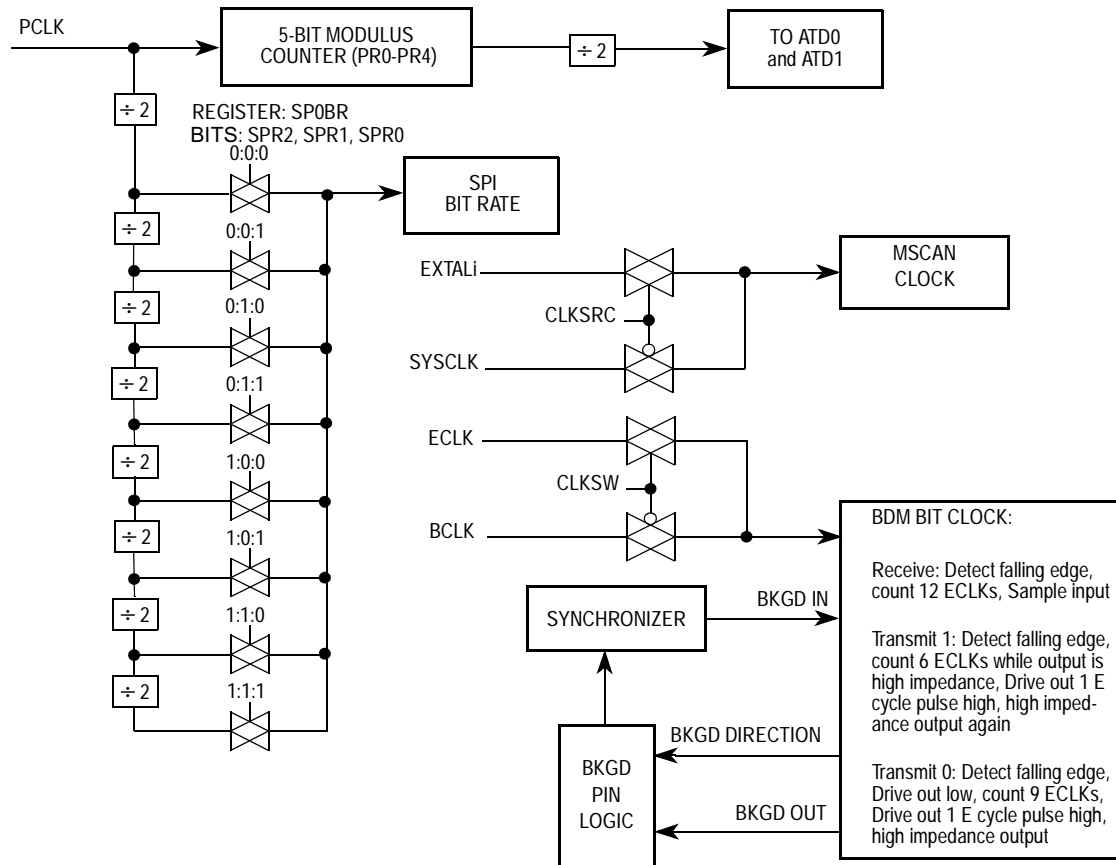 PCLK
5-BIT MODULUS
COUNTER (PR0-PR4)
÷ 2
TO ATD0
and ATD1
÷ 2
REGISTER: SP0BR
BITS: SPR2, SPR1, SPR0
0:0:0
SPI
BIT RATE
÷ 2
0:0:1
÷ 2
0:1:0
÷ 2
0:1:1
÷ 2
1:0:0
÷ 2
1:0:1
÷ 2
1:1:0
÷ 2
1:1:1
EXTALi
MSCAN
CLOCK
CLKSRC
SYSCLK
ECLK
CLKSW
BCLK
BDM BIT CLOCK:
Receive: Detect falling edge,
count 12 ECLKs, Sample input
Transmit 1: Detect falling edge,
count 6 ECLKs while output is
high impedance, Drive out 1 E
cycle pulse high, high imped-
ance output again
Transmit 0: Detect falling edge,
Drive out low, count 9 ECLKs,
Drive out 1 E cycle pulse high,
high impedance output
SYNCHRONIZER
BKGD IN
BKGD DIRECTION
BKGD
PIN
LOGIC
BKGD OUT